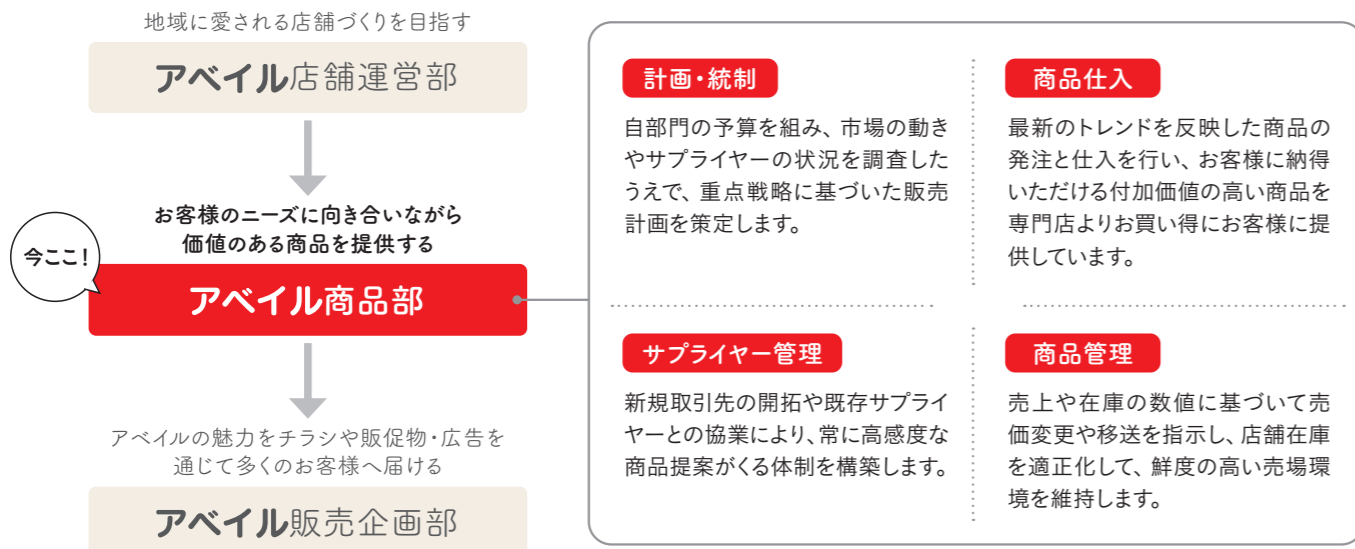 地域に愛される店舗づくりを目指す
アベイル店舗運営部
お客様のニーズに向き合いながら
価値のある商品を提供する
今ここ!
アベイル商品部
アベイルの魅力をチラシや販促物・広告を
通じて多くのお客様へ届ける
アベイル販売企画部
計画・統制
自部門の予算を組み、市場の動き
やサプライヤーの状況を調査した
うえで、重点戦略に基づいた販売
計画を策定します。
商品仕入
最新のトレンドを反映した商品の
発注と仕入を行い、お客様に納得
いただける付加価値の高い商品を
専門店よりお買い得にお客様に提
供しています。
サプライヤー管理
新規取引先の開拓や既存サプライ
ヤーとの協業により、常に高感度な
商品提案がくる体制を構築します。
商品管理
売上や在庫の数値に基づいて売
価変更や移送を指示し、店舗在庫
を適正化して、鮮度の高い売場環
境を維持します。